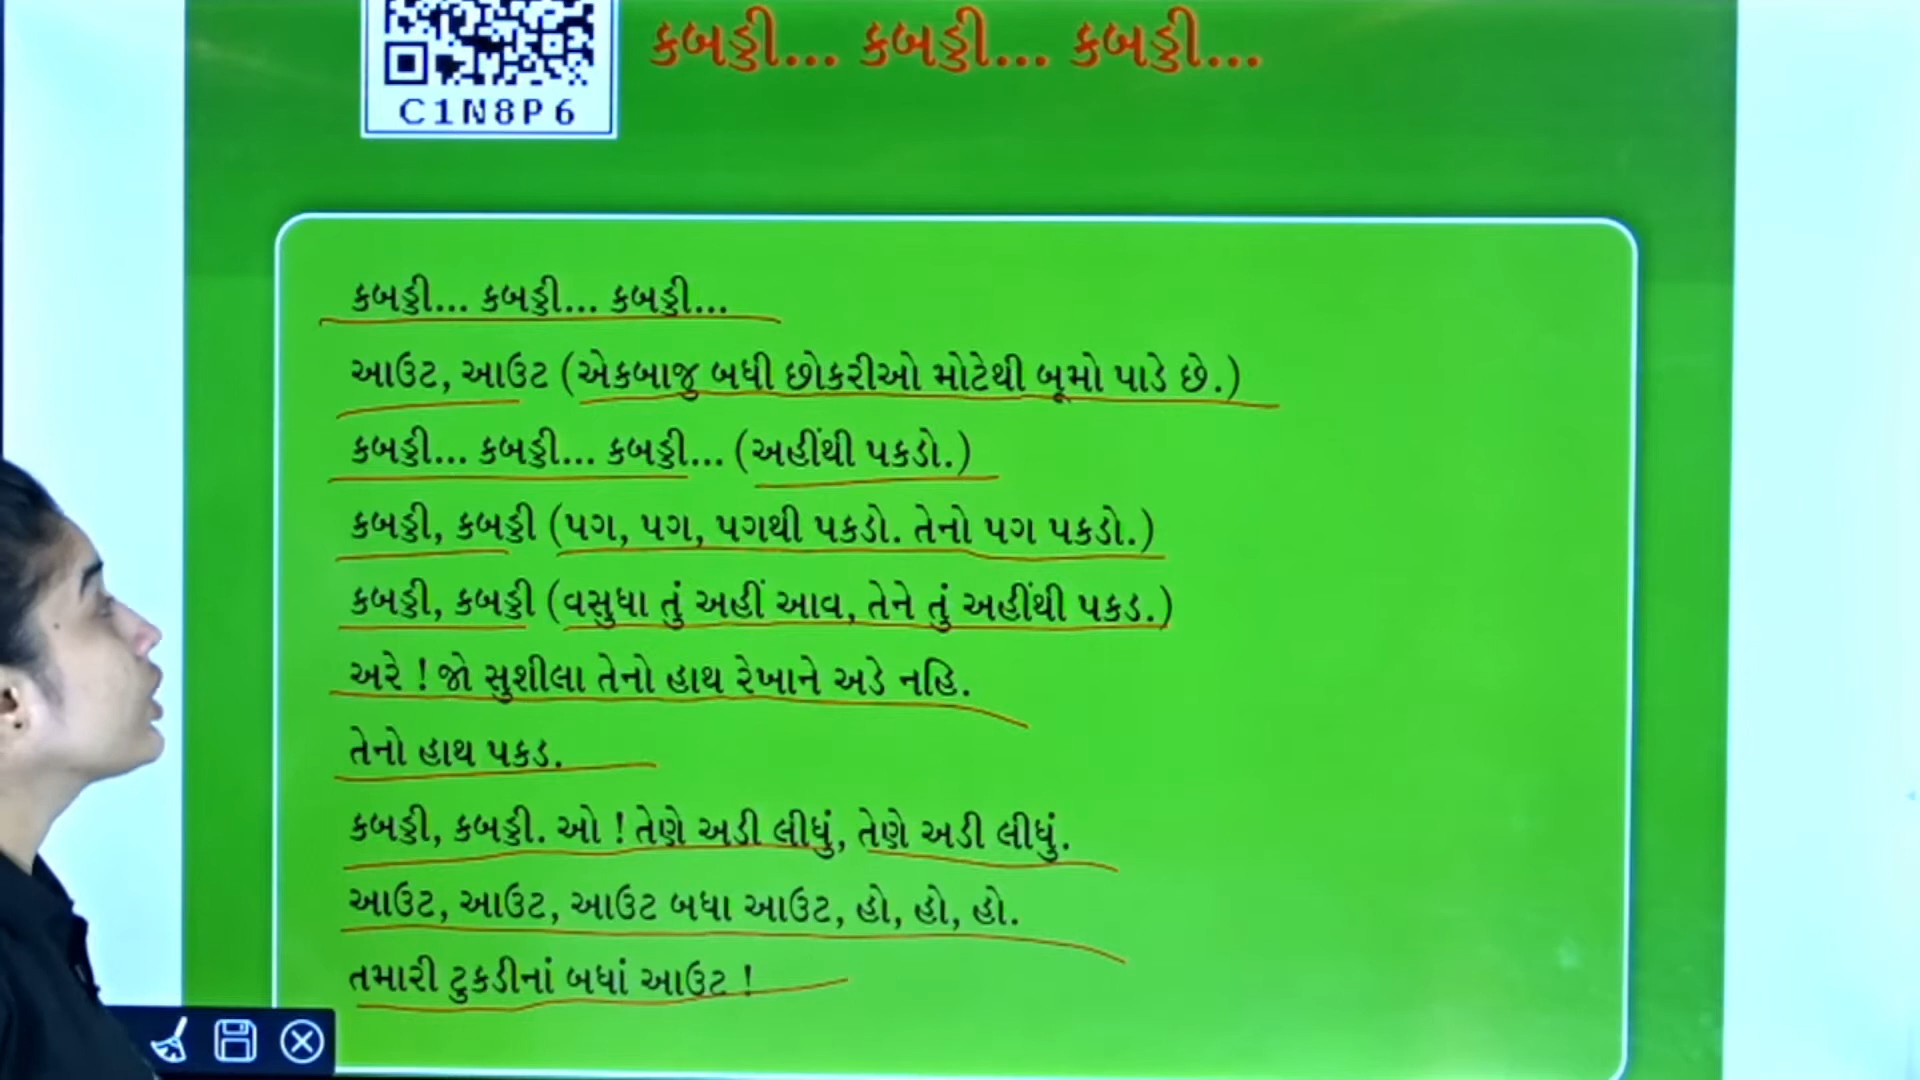 કબડ્ડી... કબડ્ડી... કબડ્ડી...
C1N8P6
કબડ્ડી... કબડ્ડી... કબડ્ડી...
આઉટ, આઉટ (એકબાજુ બધી છોકરીઓ મોટેથી બૂમો પાડે છે.)
કબડ્ડી... કબડ્ડી... કબડ્ડી... (અહીંથી પકડો.)
કબડ્ડી, કબડ્ડી (પગ, પગ, પગથી પકડો. તેનો પગ પકડો.)
કબડ્ડી, કબડ્ડી (વસુધા તું અહીં આવ, તેને તું અહીંથી પકડ.)
અરે ! જો સુશીલા તેનો હાથ રેખાને અડે નહિ.
તેનો હાથ પકડ.
કબડ્ડી, કબડ્ડી. ઓ ! તેણે અડી લીધું, તેણે અડી લીધું.
આઉટ, આઉટ, આઉટ બધા આઉટ, હો, હો, હો.
તમારી ટુકડીનાં બધાં આઉટ !